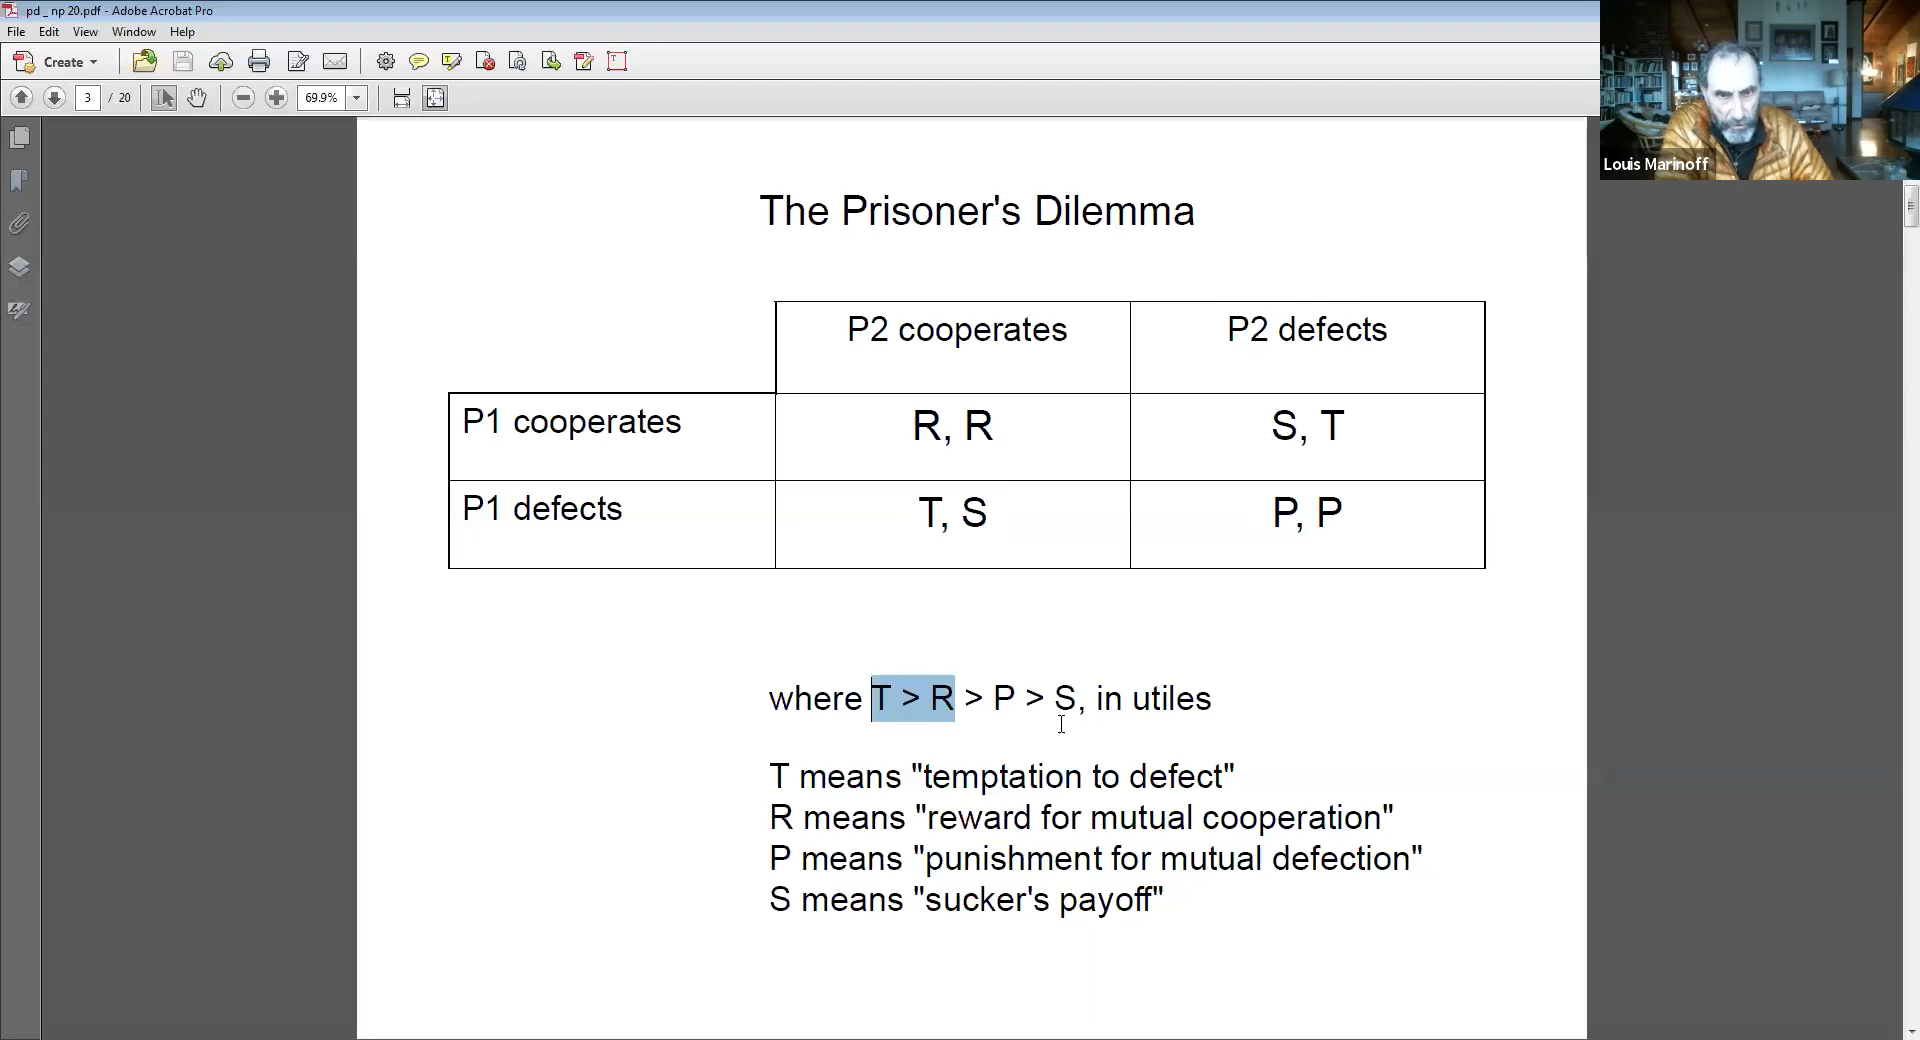 pd _ np 20.pdf - Adobe Acrobat Pro
File Edit View Window Help
Create
3 / 20 69.9%
Louis Marinoff
The Prisoner's Dilemma
P2 cooperates P2 defects
P1 cooperates R, R S, T
P1 defects T, S P, P
where T > R > P > S, in utiles
T means "temptation to defect"
R means "reward for mutual cooperation"
P means "punishment for mutual defection"
S means "sucker's payoff"